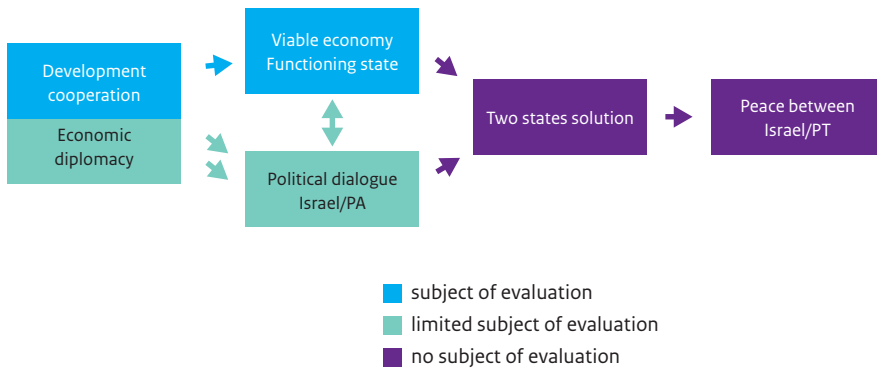 Development
cooperation
Economic
diplomacy
Viable economy
Functioning state
Political dialogue
Israel/PA
Two states solution
Peace between
Israel/PT
subject of evaluation
limited subject of evaluation
no subject of evaluation